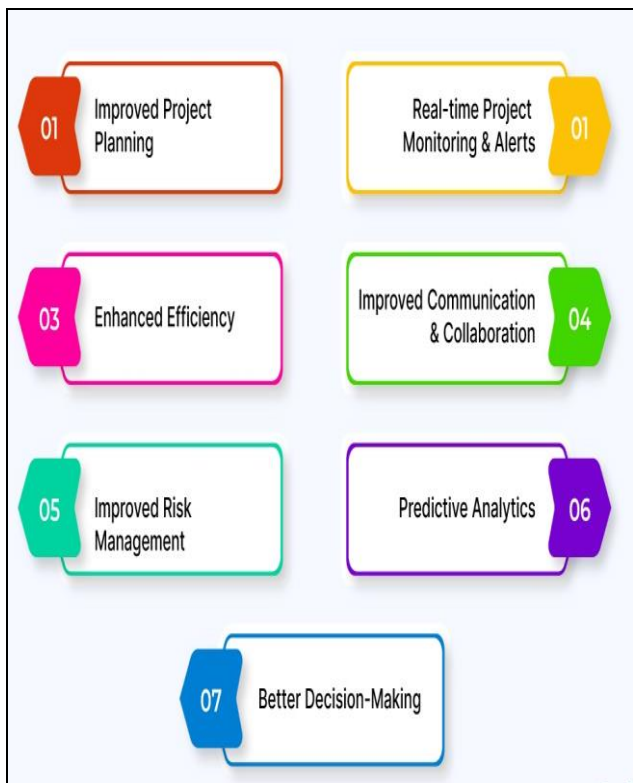 01
Improved Project
Planning
Real-time Project
Monitoring & Alerts
01
03
Enhanced Efficiency
Improved Communication
& Collaboration
04
05
Improved Risk
Management
Predictive Analytics
06
07
Better Decision-Making